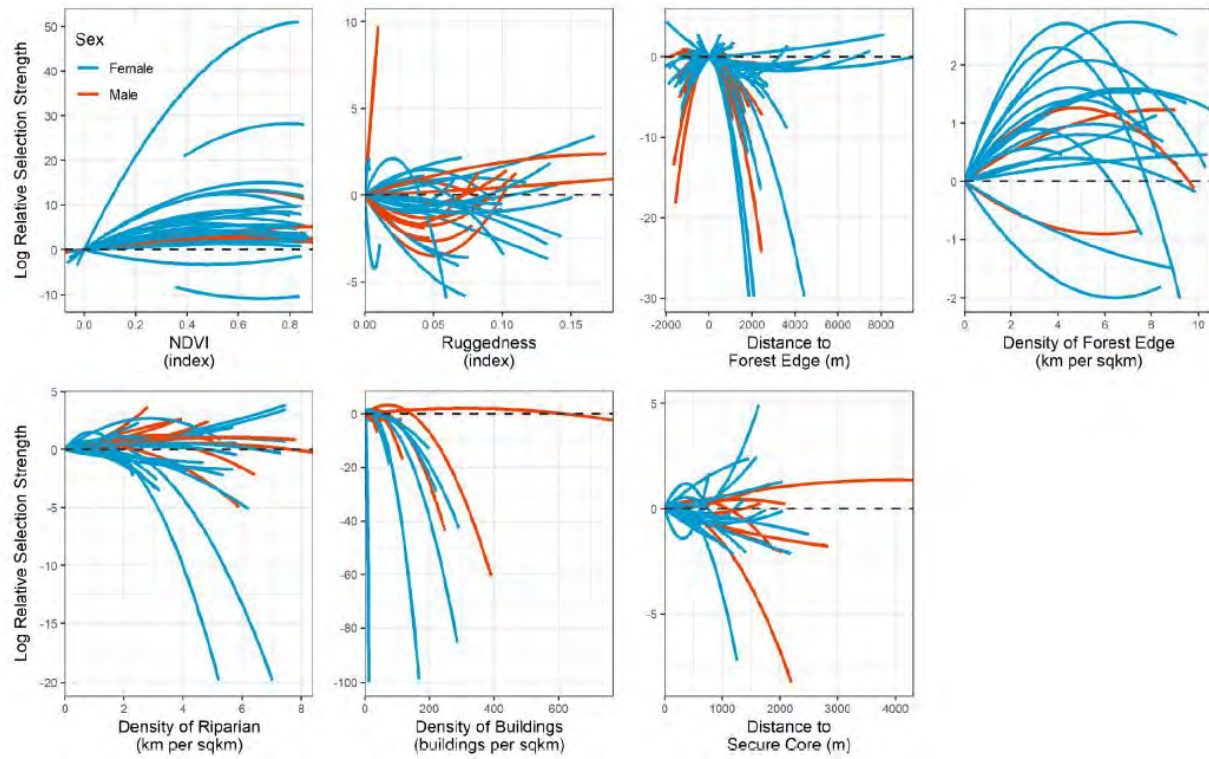 Log Relative Selection Strength
50
40
30
20
10
0
-10
Sex
Female
Male
0.0 0.2 0.4 0.6 0.8
NDVI
(index)
10
5
0
-5
0.00 0.05 0.10 0.15
Ruggedness
(index)
0
-10
-20
-30
-2000 0 2000 4000 6000 8000
Distance to
Forest Edge (m)
2
1
0
-1
-2
0 2 4 6 8 10
Density of Forest Edge
(km per sqkm)
Log Relative Selection Strength
5
0
-5
-10
-15
-20
0 2 4 6 8
Density of Riparian
(km per sqkm)
0
-20
-40
-60
-80
-100
0 200 400 600
Density of Buildings
(buildings per sqkm)
5
0
-5
0 1000 2000 3000 4000
Distance to
Secure Core (m)